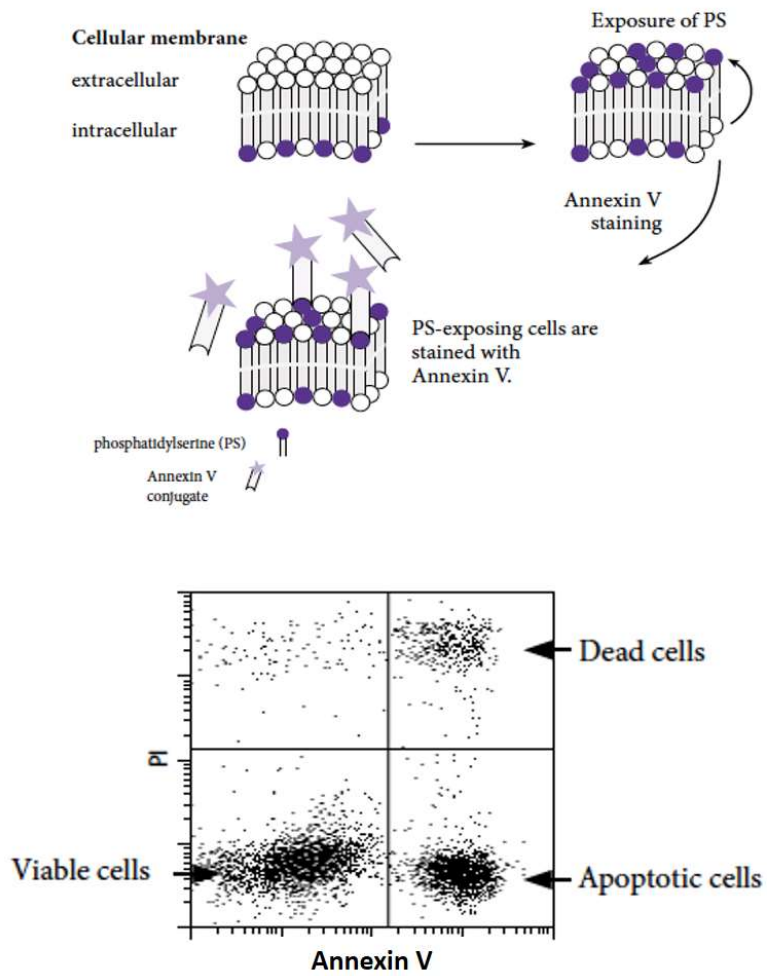 Exposure of PS
Cellular membrane
extracellular
intracellular
Annexin V
staining
PS-exposing cells are
stained with
Annexin V.
phosphatidylserine (PS)
Annexin V
conjugate
Dead cells
PI
Viable cells
Apoptotic cells
Annexin V